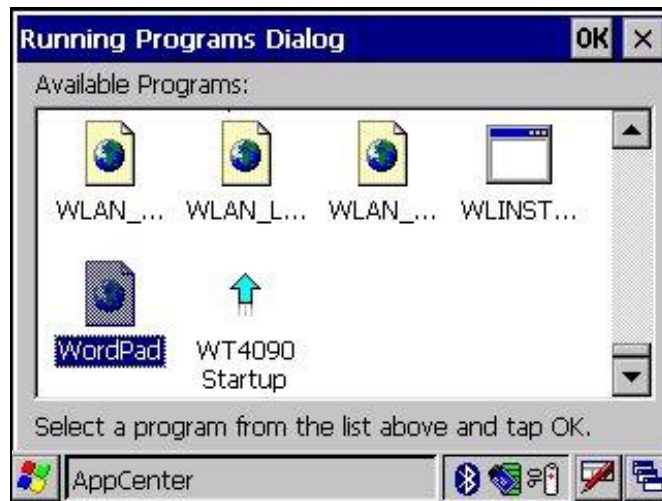 Running Programs Dialog OK ×
Available Programs:
WLAN_... WLAN_L... WLAN_... WLINST...
WordPad WT4090
Startup
Select a program from the list above and tap OK.
AppCenter